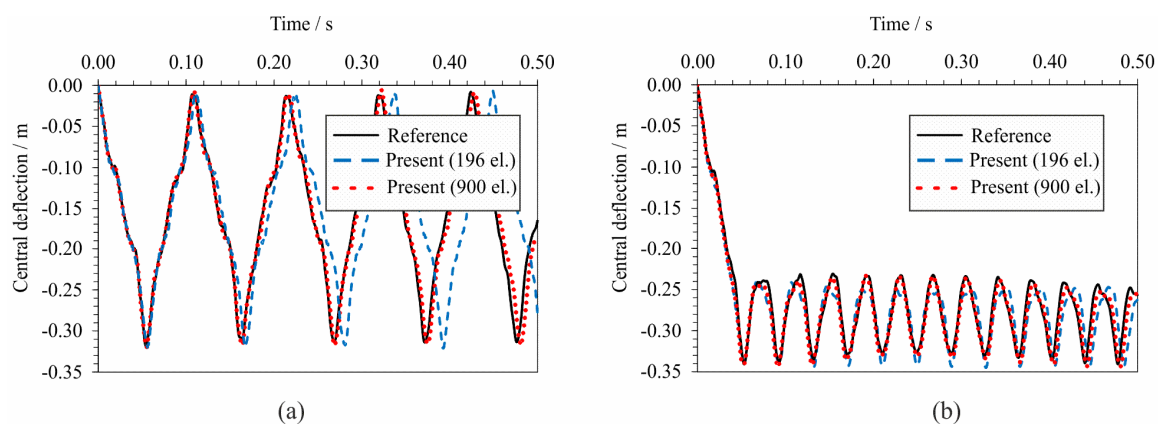 (a)
(b)
Time / s
Time / s
0.00 0.10 0.20 0.30 0.40 0.50
0.00 0.10 0.20 0.30 0.40 0.50
0.00
-0.05
-0.10
-0.15
-0.20
-0.25
-0.30
-0.35
Central deflection / m
Reference
Present (196 el.)
Present (900 el.)
(a)
0.00
-0.05
-0.10
-0.15
-0.20
-0.25
-0.30
-0.35
Central deflection / m
Reference
Present (196 el.)
Present (900 el.)
(b)